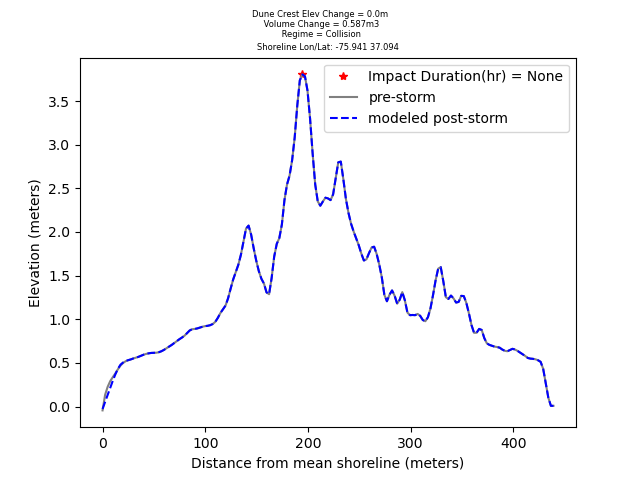 Dune Crest Elev Change = 0.0m
Volume Change = 0.587m3
Regime = Collision
Shoreline Lon/Lat: -75.941 37.094
Impact Duration(hr) = None
pre-storm
modeled post-storm
3.5
3.0
2.5
2.0
1.5
1.0
0.5
0.0
Elevation (meters)
0 100 200 300 400
Distance from mean shoreline (meters)